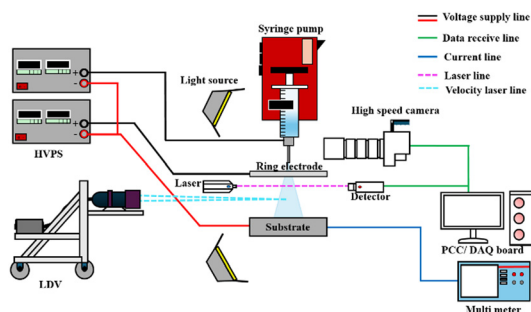 Syringe pump
Voltage supply line
Data receive line
Current line
Laser line
Velocity laser line
Light source
High speed camera
+
-
+
-
HVPS
Ring electrode
Laser
Detector
Substrate
LDV
PCC/ DAQ board
Multi meter